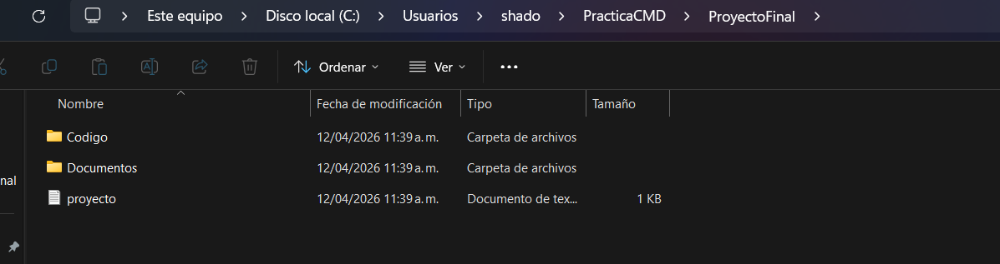 Este equipo > Disco local (C:) > Usuarios > shado > PracticaCMD > ProyectoFinal >
Ordenar Ver
Nombre Fecha de modificación Tipo Tamaño
Codigo 12/04/2026 11:39 a. m. Carpeta de archivos
Documentos 12/04/2026 11:39 a. m. Carpeta de archivos
nal
proyecto 12/04/2026 11:39 a. m. Documento de tex... 1 KB